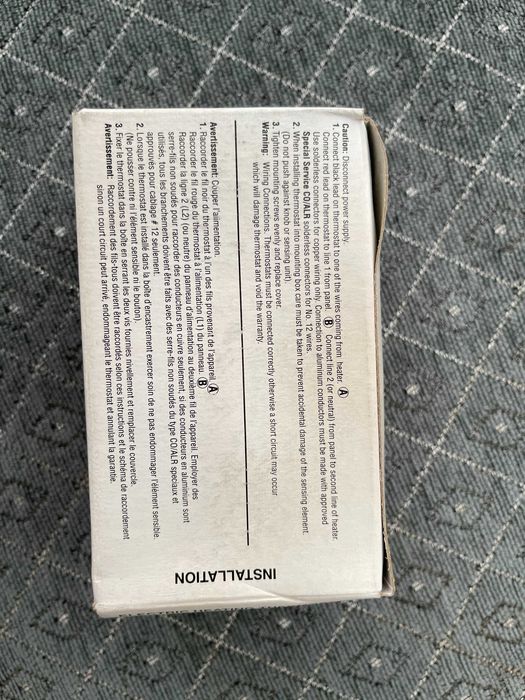 INSTALLATION
Caution: Disconnect power supply.
1. Connect black lead on thermostat to one of the wires coming from heater. Ⓐ
Connect red lead on thermostat to line 1 from panel Ⓑ Connect line 2 (or neutral) from panel to second line of heater.
Use solderless connectors for copper wiring only. Connection to aluminum conductors must be made with approved
Special Service CO/ALR solderless connectors for No. 12 wires.
2. When installing thermostat into mounting box care must be taken to prevent accidental damage of the sensing element.
(Do not push against knob or sensing unit).
3. Tighten mounting screws evenly and replace cover.
Warning: Wiring Connections. Thermostats must be connected correctly otherwise a short circuit may occur
which will damage thermostat and void the warranty.
Avertissement: Couper l'alimentation.
1. Raccorder le fil noir du thermostat à l'un des fils provenant de l'appareil Ⓐ
Raccorder le fil rouge du thermostat à l'alimentation (L1) du panneau. Ⓑ
Raccorder la ligne 2 (L2) (ou neutre) du panneau d'alimentation au deuxième fil de l'appareil. Employer des
serre-fils non soudés pour raccorder des conducteurs en cuivre seulement, si des conducteurs en aluminium sont
utilisés, tous les branchements doivent être faits avec des serre-fils non soudés du type CO/ALR speciaux et
approuvés pour cablage # 12 seulement.
2. Lorsque le thermostat est installé dans la boîte d'encastrement exercer soin de ne pas endommager l'élément sensible.
(Ne pousser contre ni l'élément sensible ni le bouton).
3. Fixer le thermostat dans la boîte en serrant les deux vis fournies nivellement et remplacer le couvercle.
Avertissement: Raccordement des fils-tous doivent être raccordés selon ces instructions et le schéma de raccordement
sinon un court circuit peut arrivé, endommageant le thermostat et annulant la garantie.